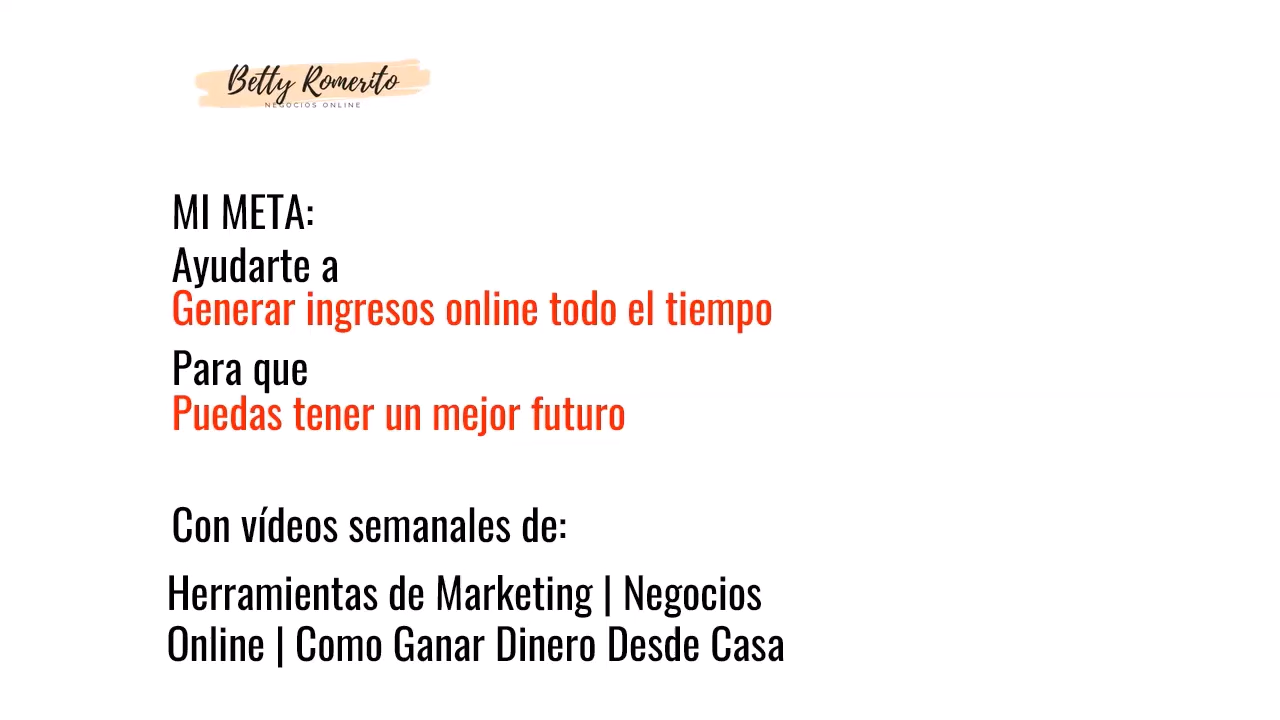 Betty Romerito
NEGOCIOS ONLINE
MI META:
Ayudarte a
Generar ingresos online todo el tiempo
Para que
Puedas tener un mejor futuro
Con vídeos semanales de:
Herramientas de Marketing | Negocios
Online | Como Ganar Dinero Desde Casa